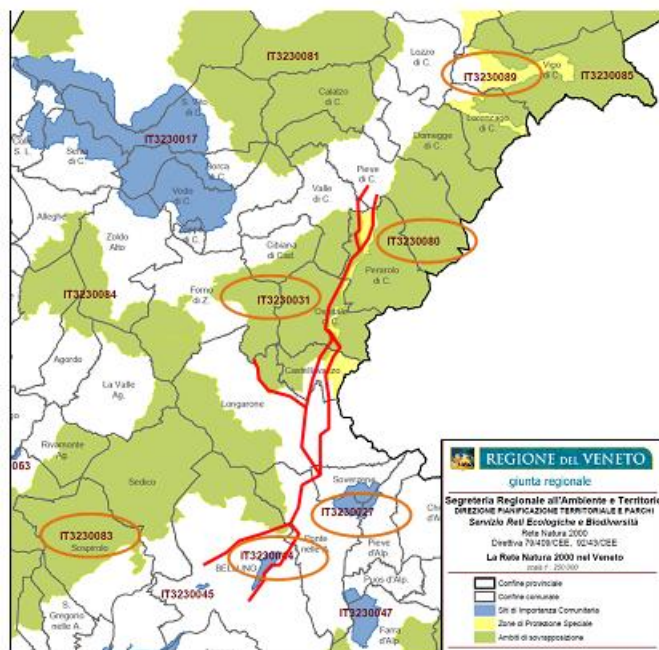 IT3230081
Lozzo
di C.
IT3230089
Vigo
di C.
IT3230085
Calalzo
di C.
S. Vito
di C.
Lorenzago
di C.
IT3230017
Domegge
di C.
Selva
di C.
Borca
di C.
Pieve
di C.
Vodo
di C.
Valle
di C.
Alleghe
Zoldo
Alto
Cibiana
di Cad.
IT3230080
Perarolo
di C.
Forno
di Z.
IT3230031
IT3230084
Ospitale
di C.
Agordo
Castellavazzo
La Valle
Ag.
Longarone
Rivamonte
Ag.
063
Sedico
Soverzene
IT3230027
IT3230083
Sospirolo
Ponte
nelle A.
IT3230044
BELLUNO
Pieve
d'Alp.
IT3230045
Puos d'Alp.
S.
Gregorio
nelle A.
IT3230047
Farra
d'Alp.
REGIONE DEL VENETO
giunta regionale
Segreteria Regionale all'Ambiente e Territorio
DIREZIONE PIANIFICAZIONE TERRITORIALE E PARCHI
Servizio Reti Ecologiche e Biodiversità
Rete Natura 2000
Direttiva 79/409/CEE, 92/43/CEE
La Rete Natura 2000 nel Veneto
scala 1 : 250.000
Confine provinciale
Confine comunale
Siti di Importanza Comunitaria
Zone di Protezione Speciale
Ambiti di sovrapposizione